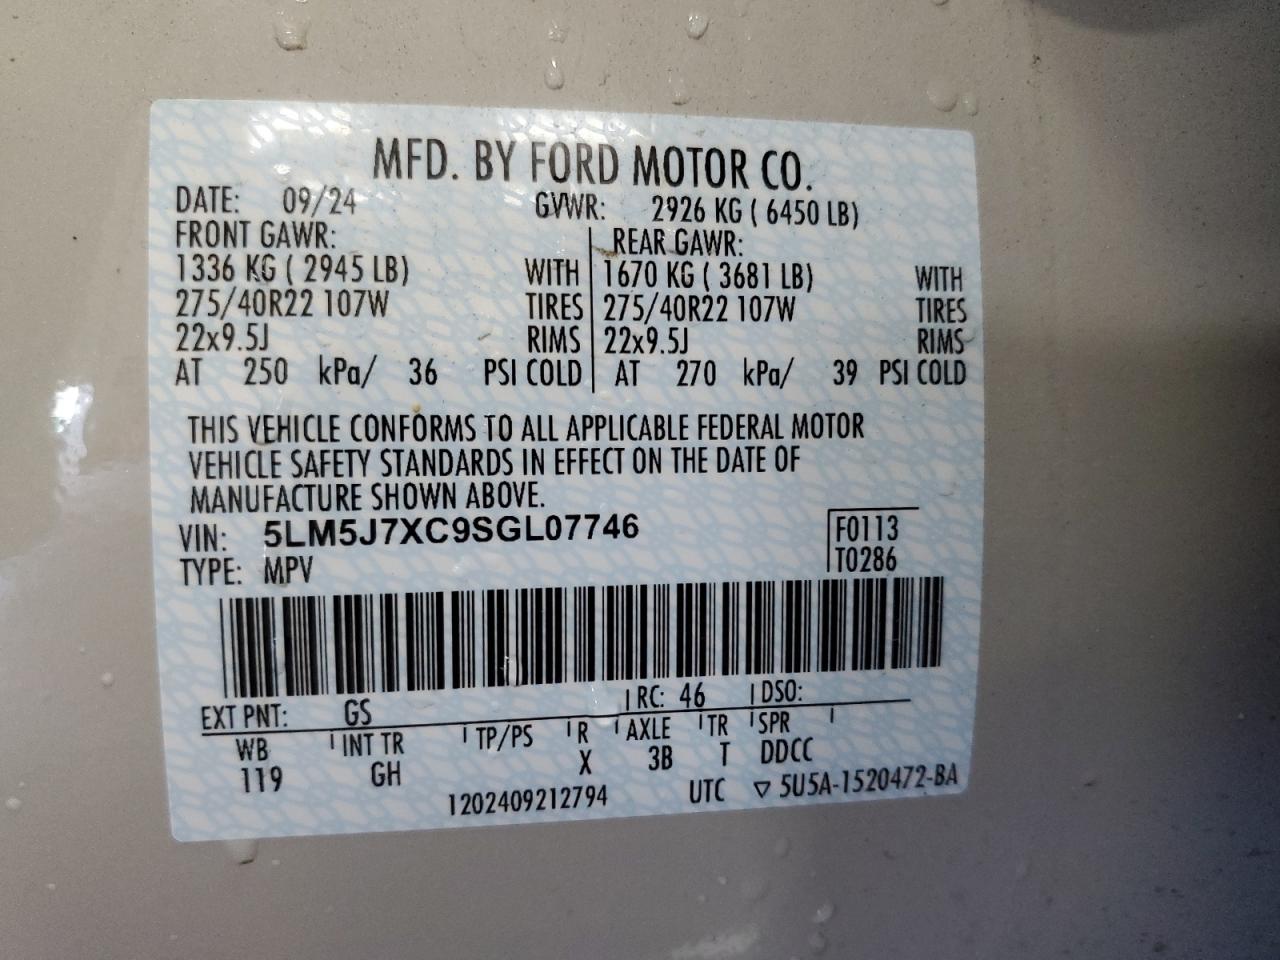 MFD. BY FORD MOTOR CO.
DATE: 09/24 GVWR: 2926 KG ( 6450 LB)
FRONT GAWR: REAR GAWR:
1336 KG ( 2945 LB) WITH 1670 KG ( 3681 LB) WITH
275/40R22 107W TIRES 275/40R22 107W TIRES
22x9.5J RIMS 22x9.5J RIMS
AT 250 kPa/ 36 PSI COLD AT 270 kPa/ 39 PSI COLD
THIS VEHICLE CONFORMS TO ALL APPLICABLE FEDERAL MOTOR
VEHICLE SAFETY STANDARDS IN EFFECT ON THE DATE OF
MANUFACTURE SHOWN ABOVE.
VIN: 5LM5J7XC9SGL07746 F0113
TYPE: MPV T0286
EXT PNT: GS RC: 46 DSO:
WB INT TR TP/PS R AXLE TR SPR
119 GH X 3B T DDCC
1202409212794 UTC ▽ 5U5A-1520472-BA